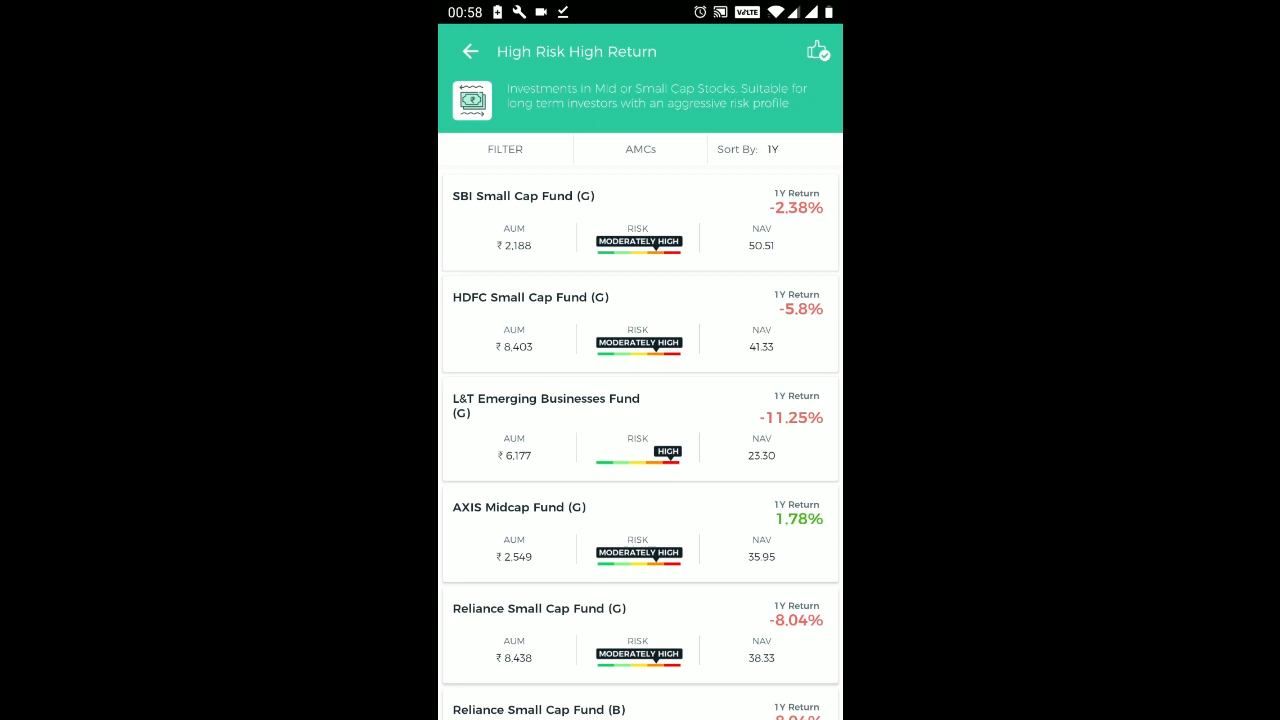 00:58 VoLTE
High Risk High Return
Investments in Mid or Small Cap Stocks. Suitable for
long term investors with an aggressive risk profile
FILTER AMCs Sort By: 1Y
SBI Small Cap Fund (G) 1Y Return
-2.38%
AUM RISK NAV
₹ 2,188 MODERATELY HIGH 50.51
HDFC Small Cap Fund (G) 1Y Return
-5.8%
AUM RISK NAV
₹ 8,403 MODERATELY HIGH 41.33
L&T Emerging Businesses Fund 1Y Return
(G) -11.25%
AUM RISK NAV
₹ 6,177 HIGH 23.30
AXIS Midcap Fund (G) 1Y Return
1.78%
AUM RISK NAV
₹ 2,549 MODERATELY HIGH 35.95
Reliance Small Cap Fund (G) 1Y Return
-8.04%
AUM RISK NAV
₹ 8,438 MODERATELY HIGH 38.33
Reliance Small Cap Fund (B) 1Y Return